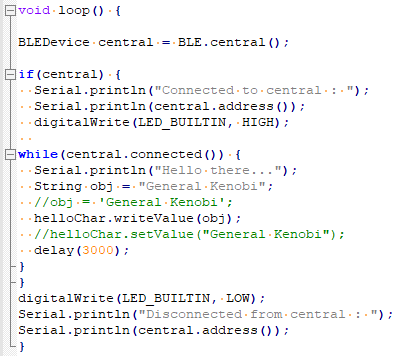 void loop() {
BLEDevice central = BLE.central();
if(central) {
Serial.println("Connected to central : ");
Serial.println(central.address());
digitalWrite(LED_BUILTIN, HIGH);
while(central.connected()) {
Serial.println("Hello there...");
String obj = "General Kenobi";
//obj = 'General Kenobi';
helloChar.writeValue(obj);
//helloChar.setValue("General Kenobi");
delay(3000);
}
}
digitalWrite(LED_BUILTIN, LOW);
Serial.println("Disconnected from central : ");
Serial.println(central.address());
}